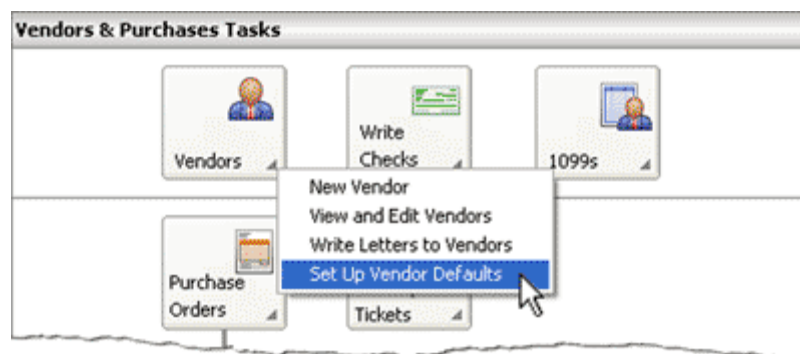 Vendors & Purchases Tasks
Vendors
Write
Checks
1099s
New Vendor
View and Edit Vendors
Write Letters to Vendors
Set Up Vendor Defaults
Purchase
Orders
Tickets